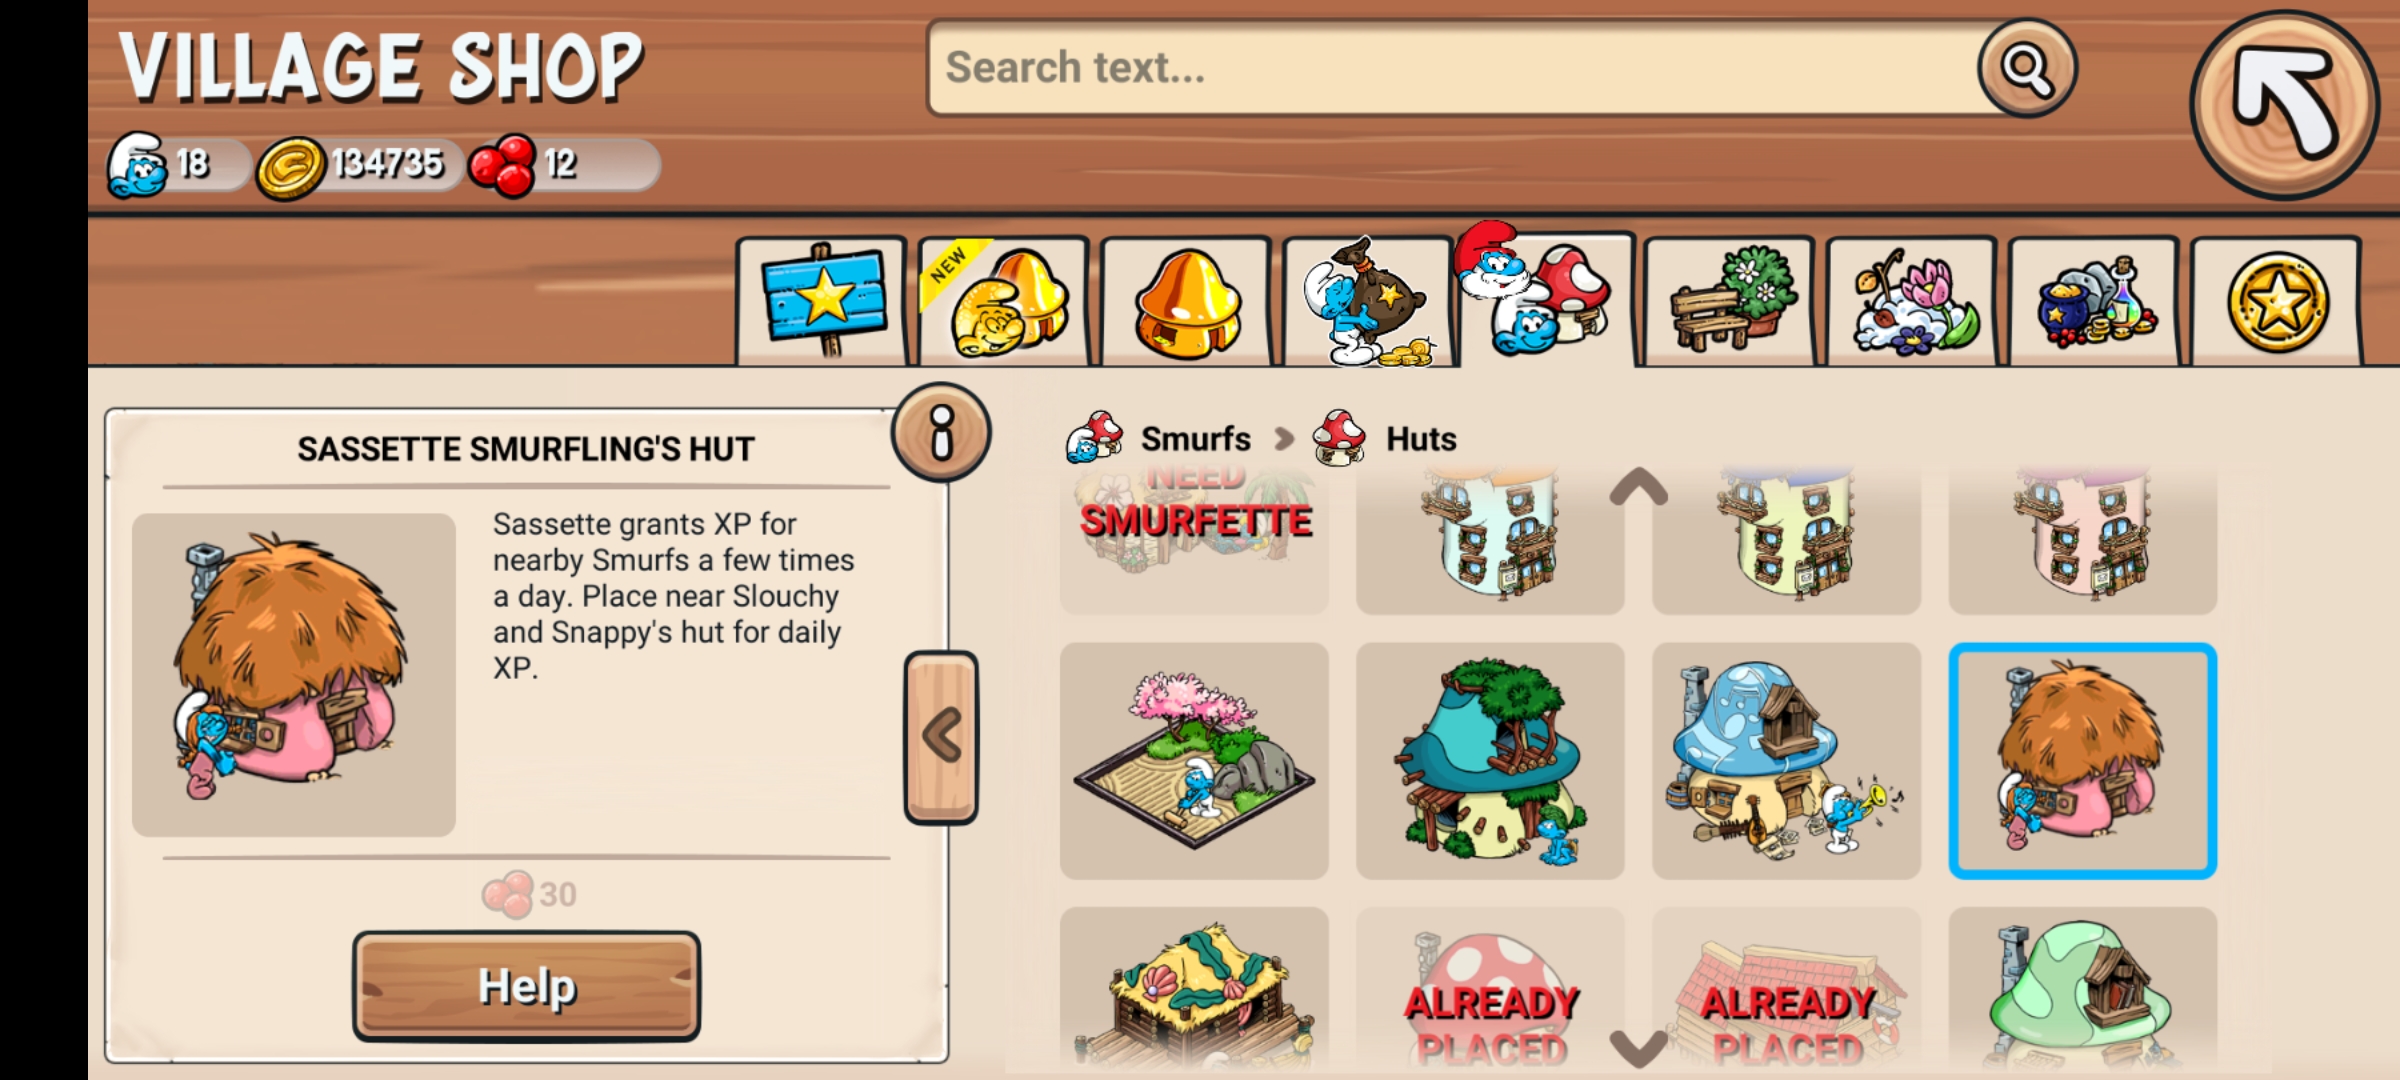 VILLAGE SHOP
Search text...
18
134735
12
NEW
SASSETTE SMURFLING'S HUT
Sassette grants XP for
nearby Smurfs a few times
a day. Place near Slouchy
and Snappy's hut for daily
XP.
30
Help
Smurfs > Huts
NEED
SMURFETTE
ALREADY
PLACED
ALREADY
PLACED